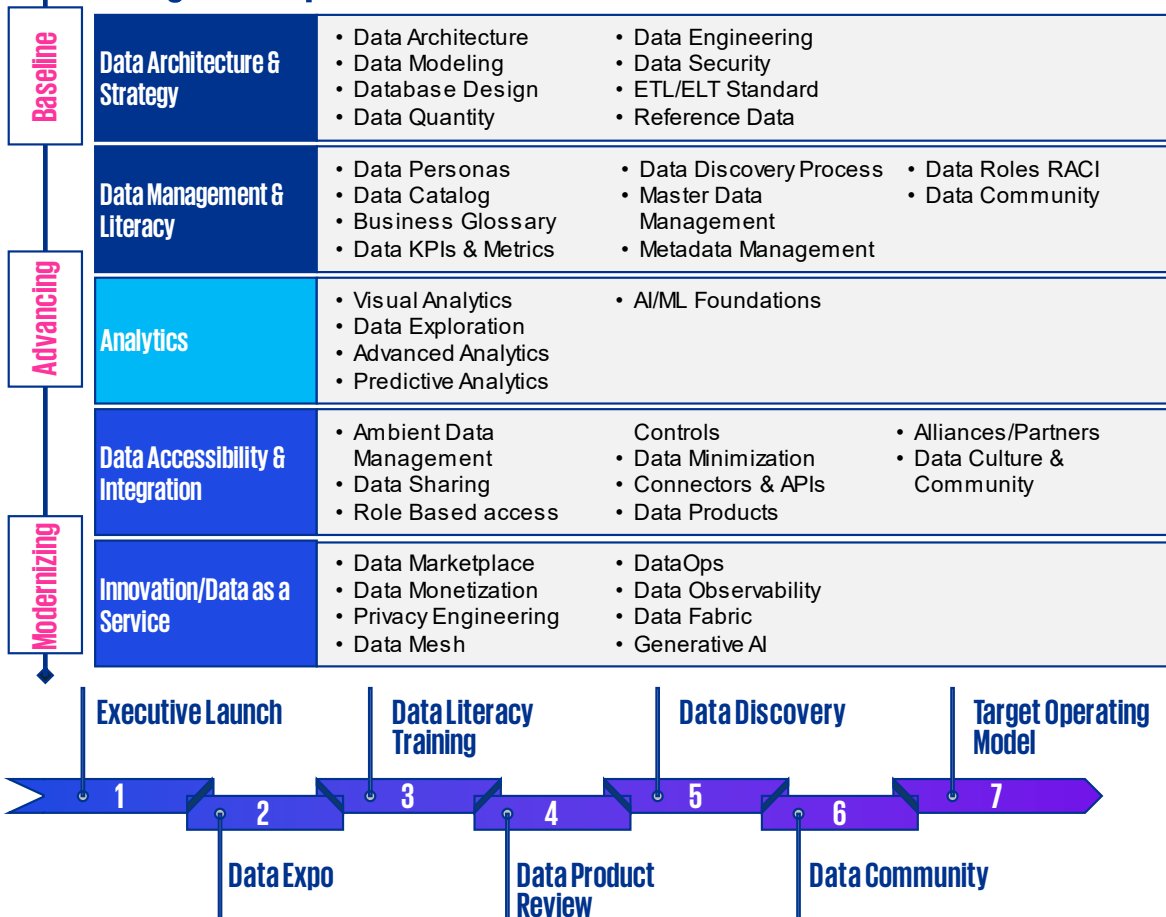 Baseline
Data Architecture &
Strategy
• Data Architecture
• Data Modeling
• Database Design
• Data Quantity
• Data Engineering
• Data Security
• ETL/ELT Standard
• Reference Data
Data Management &
Literacy
• Data Personas
• Data Catalog
• Business Glossary
• Data KPIs & Metrics
• Data Discovery Process
• Master Data
Management
• Metadata Management
• Data Roles RACI
• Data Community
Advancing
Analytics
• Visual Analytics
• Data Exploration
• Advanced Analytics
• Predictive Analytics
• AI/ML Foundations
Data Accessibility &
Integration
• Ambient Data
Management
• Data Sharing
• Role Based access
Controls
• Data Minimization
• Connectors & APIs
• Data Products
• Alliances/Partners
• Data Culture &
Community
Modernizing
Innovation/Data as a
Service
• Data Marketplace
• Data Monetization
• Privacy Engineering
• Data Mesh
• DataOps
• Data Observability
• Data Fabric
• Generative AI
Executive Launch
Data Literacy
Training
Data Discovery
Target Operating
Model
1
2
3
4
5
6
7
Data Expo
Data Product
Review
Data Community